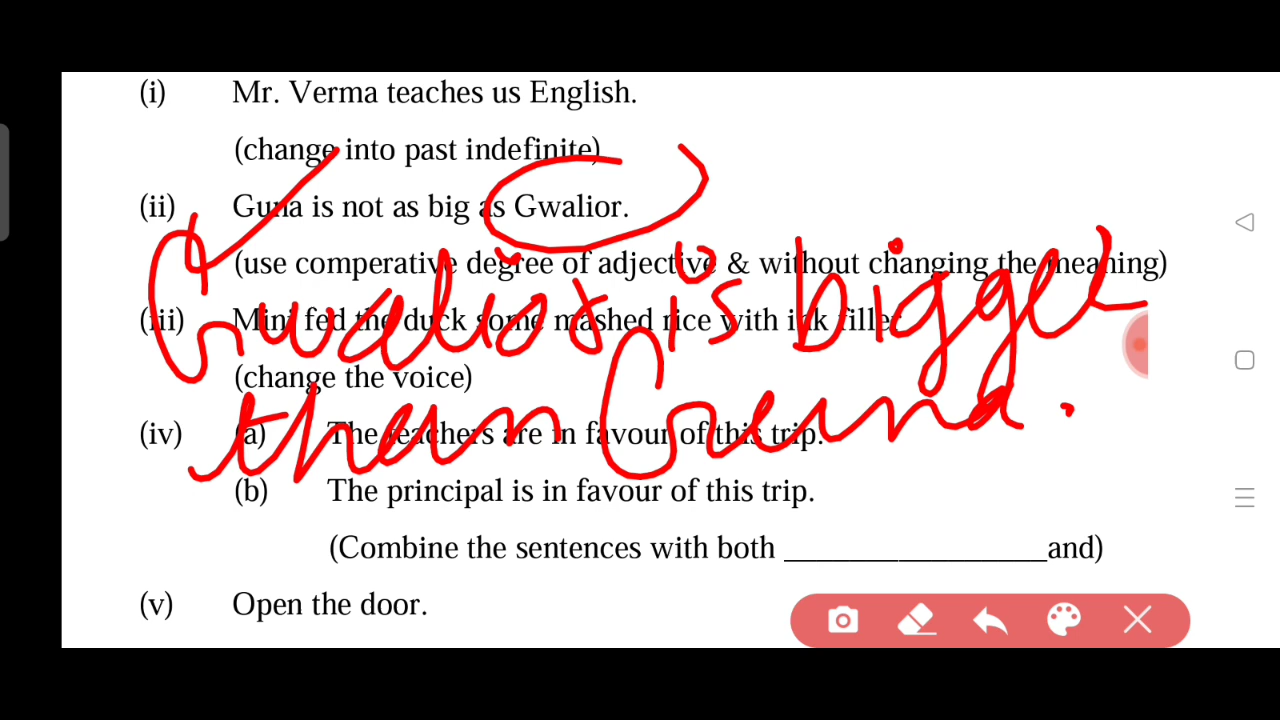 (i) Mr. Verma teaches us English.
(change into past indefinite)
(ii) Guna is not as big as Gwalior.
(use comperative degree of adjective & without changing the meaning)
Gwalior is bigger
(iii) Mini fed the duck some mashed rice with ink filler
(change the voice)
than Guna.
(iv) (a) The teachers are in favour of this trip.
(b) The principal is in favour of this trip.
(Combine the sentences with both _________________and)
(v) Open the door.